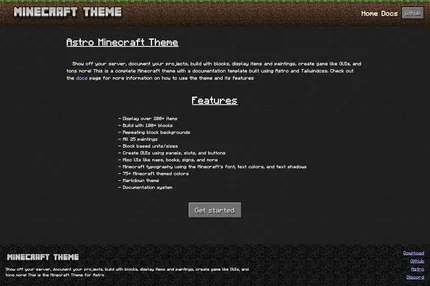 MINECRAFT THEME
Home Docs Github
Astro Minecraft Theme
Show off your server, document your projects, build with blocks, display items and paintings, create game like GUIs, and
tons more! This is a complete Minecraft theme with a documentation template built using Astro and Tailwindcss. Check out
the docs page for more information on how to use the theme and its features
Features
- Display over 200+ items
- Build with 100+ blocks
- Repeating block backgrounds
- All 25 paintings
- Block based units/sizes
- Create GUIs using panels, slots, and buttons
- Misc UIs like maps, books, signs, and more
- Minecraft typography using the Minecraft's font, text colors, and text shadows
- 75+ Minecraft themed colors
- Markdown theme
- Documentation system
Get started
MINECRAFT THEME
Show off your server, document your projects, build with blocks, display items and paintings, create game like GUIs, and
tons more! This is the Minecraft Theme for Astro
Download
Github
Astro
Discord